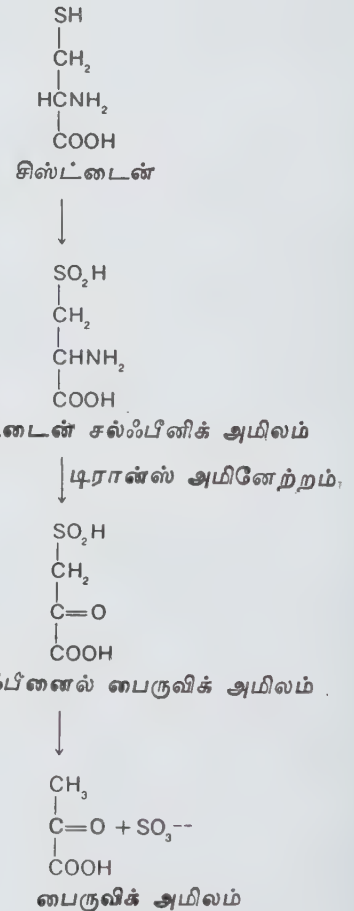 SH
CH₂
HCNH₂
COOH
சிஸ்ட்டைன்
SO₂H
CH₂
CHNH₂
COOH
சல்ஃபீனிக் அமிலம்
டிரான்ஸ் அமினேற்றம்
SO₂H
CH₂
C=O
COOH
பைருவிக் அமிலம்
CH₃
C=O + SO₃--
COOH
பைருவிக் அமிலம்